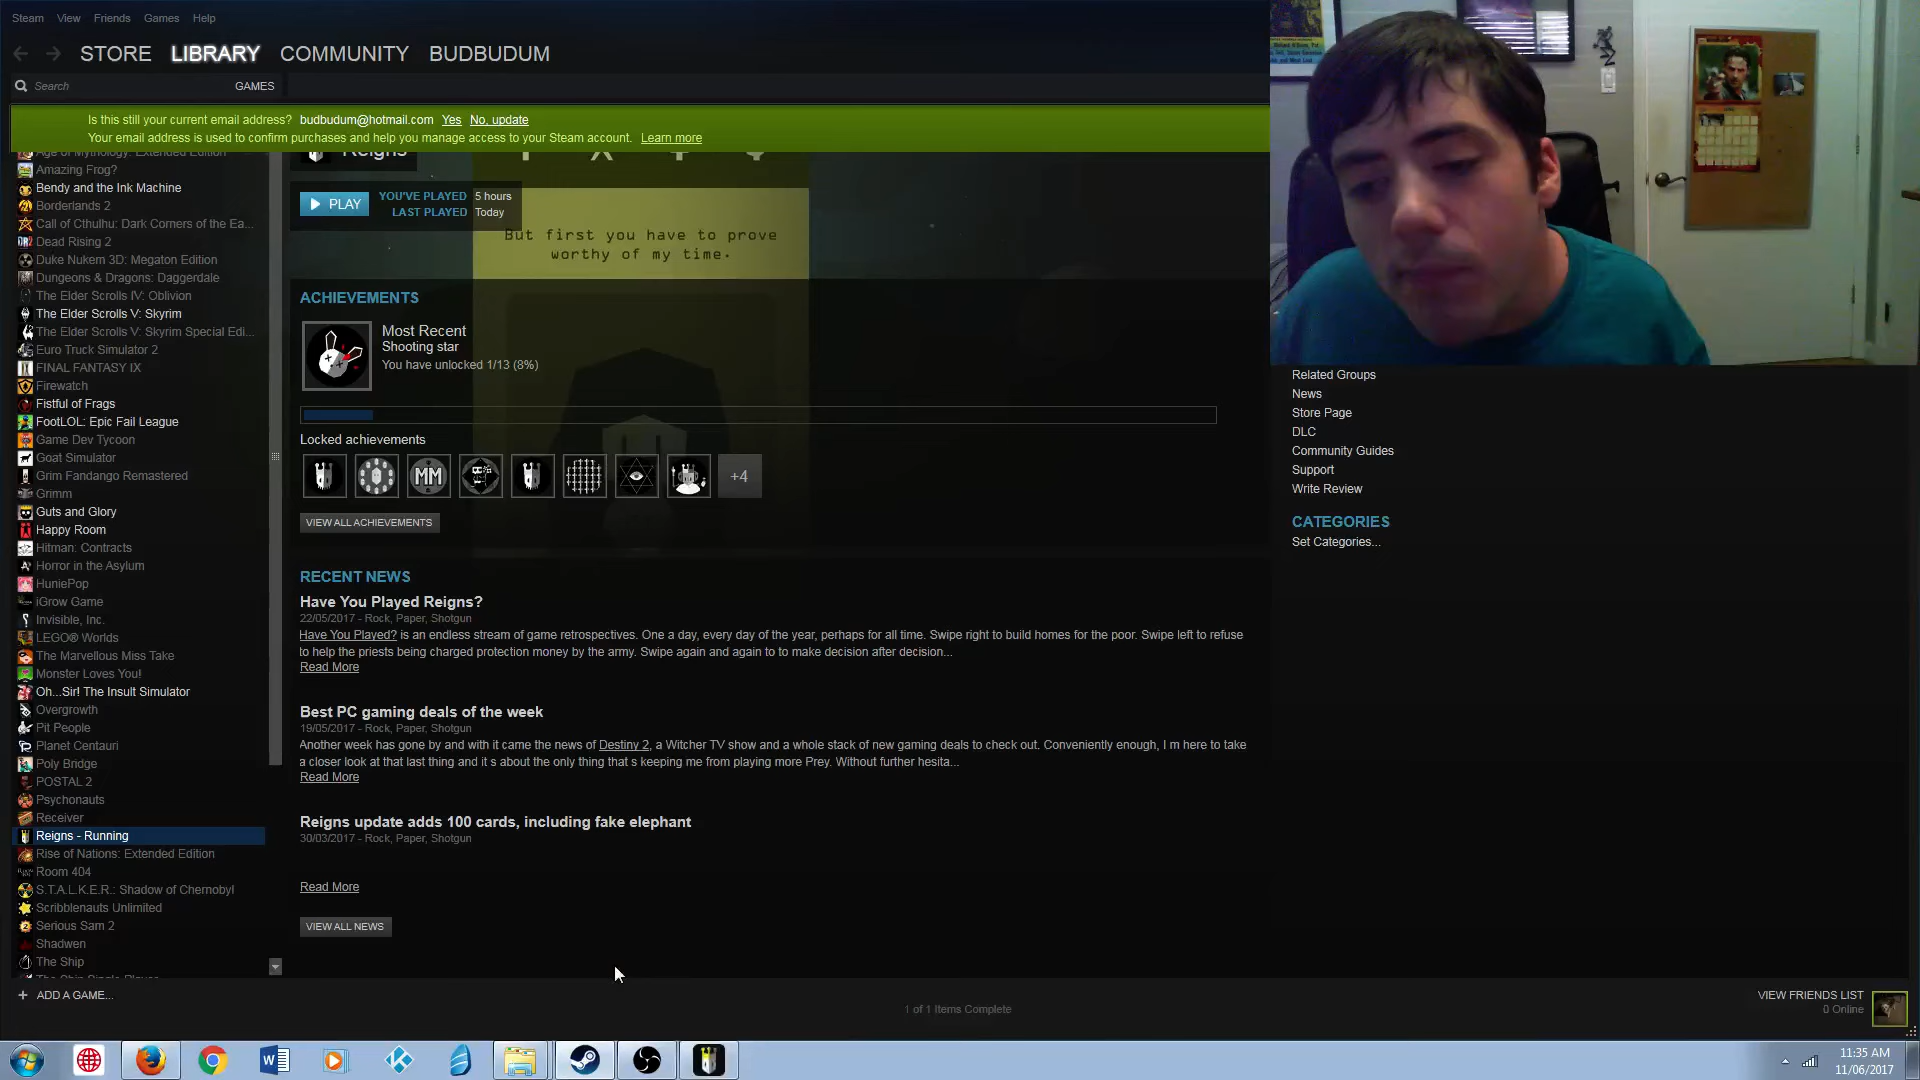 Steam View Friends Games Help
STORE LIBRARY COMMUNITY BUDBUDUM
Search GAMES
Is this still your current email address? budbudum@hotmail.com Yes No, update
Your email address is used to confirm purchases and help you manage access to your Steam account. Learn more
Age of Mythology: Extended Edition
Amazing Frog?
Bendy and the Ink Machine
Borderlands 2
Call of Cthulhu: Dark Corners of the Ea...
Dead Rising 2
Duke Nukem 3D: Megaton Edition
Dungeons & Dragons: Daggerdale
The Elder Scrolls IV: Oblivion
The Elder Scrolls V: Skyrim
The Elder Scrolls V: Skyrim Special Edi...
Euro Truck Simulator 2
FINAL FANTASY IX
Firewatch
Fistful of Frags
FootLOL: Epic Fail League
Game Dev Tycoon
Goat Simulator
Grim Fandango Remastered
Grimm
Guts and Glory
Happy Room
Hitman: Contracts
Horror in the Asylum
HuniePop
iGrow Game
Invisible, Inc.
LEGO® Worlds
The Marvellous Miss Take
Monster Loves You!
Oh...Sir! The Insult Simulator
Overgrowth
Pit People
Planet Centauri
Poly Bridge
POSTAL 2
Psychonauts
Receiver
Reigns - Running
Rise of Nations: Extended Edition
Room 404
S.T.A.L.K.E.R.: Shadow of Chernobyl
Scribblenauts Unlimited
Serious Sam 2
Shadwen
The Ship
The Ship Single Player
+ ADD A GAME...
Reigns
PLAY
YOU'VE PLAYED 5 hours
LAST PLAYED Today
But first you have to prove
worthy of my time.
ACHIEVEMENTS
Most Recent
Shooting star
You have unlocked 1/13 (8%)
Locked achievements
MM
+4
VIEW ALL ACHIEVEMENTS
RECENT NEWS
Have You Played Reigns?
22/05/2017 - Rock, Paper, Shotgun
Have You Played? is an endless stream of game retrospectives. One a day, every day of the year, perhaps for all time. Swipe right to build homes for the poor. Swipe left to refuse
to help the priests being charged protection money by the army. Swipe again and again to to make decision after decision...
Read More
Best PC gaming deals of the week
19/05/2017 - Rock, Paper, Shotgun
Another week has gone by and with it came the news of Destiny 2, a Witcher TV show and a whole stack of new gaming deals to check out. Conveniently enough, I m here to take
a closer look at that last thing and it s about the only thing that s keeping me from playing more Prey. Without further hesita...
Read More
Reigns update adds 100 cards, including fake elephant
30/03/2017 - Rock, Paper, Shotgun
Read More
VIEW ALL NEWS
Related Groups
News
Store Page
DLC
Community Guides
Support
Write Review
CATEGORIES
Set Categories...
1 of 1 Items Complete
VIEW FRIENDS LIST
0 Online
11:35 AM
11/06/2017